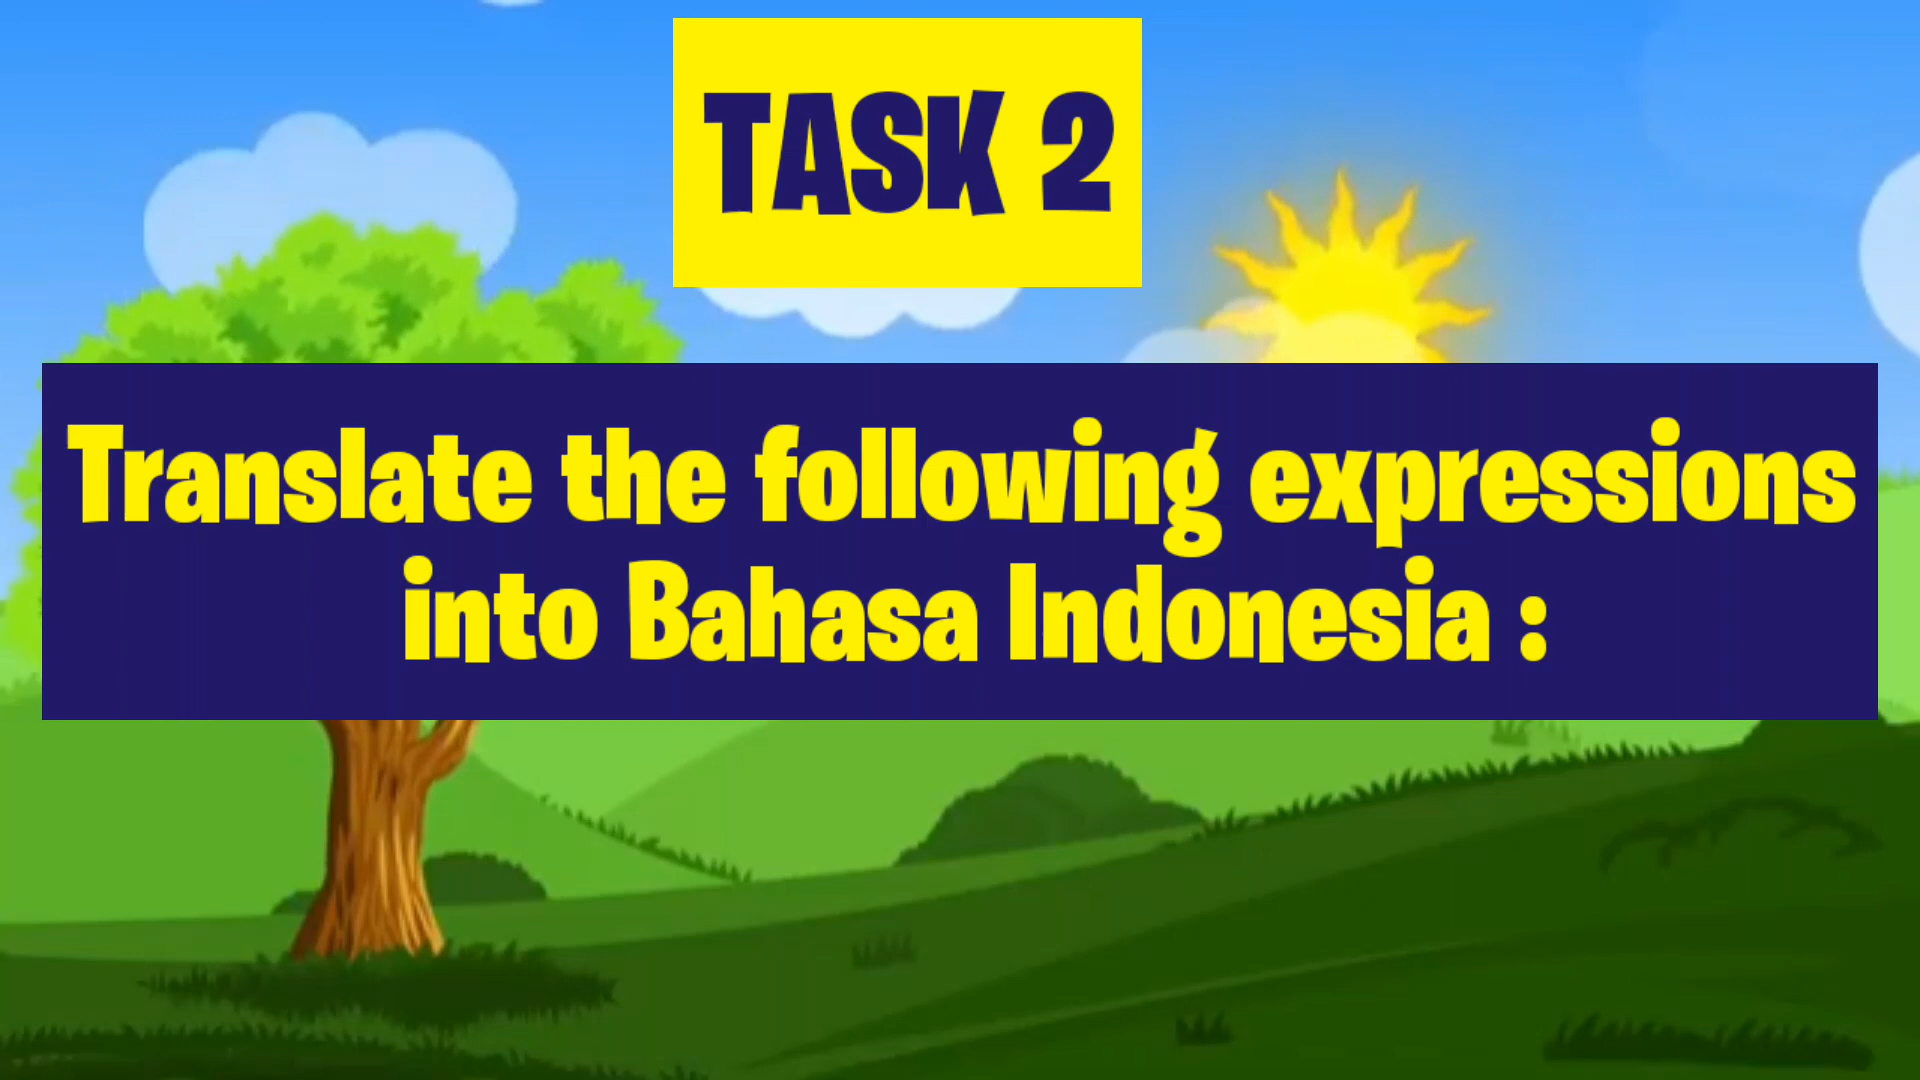 TASK 2
Translate the following expressions
into Bahasa Indonesia :